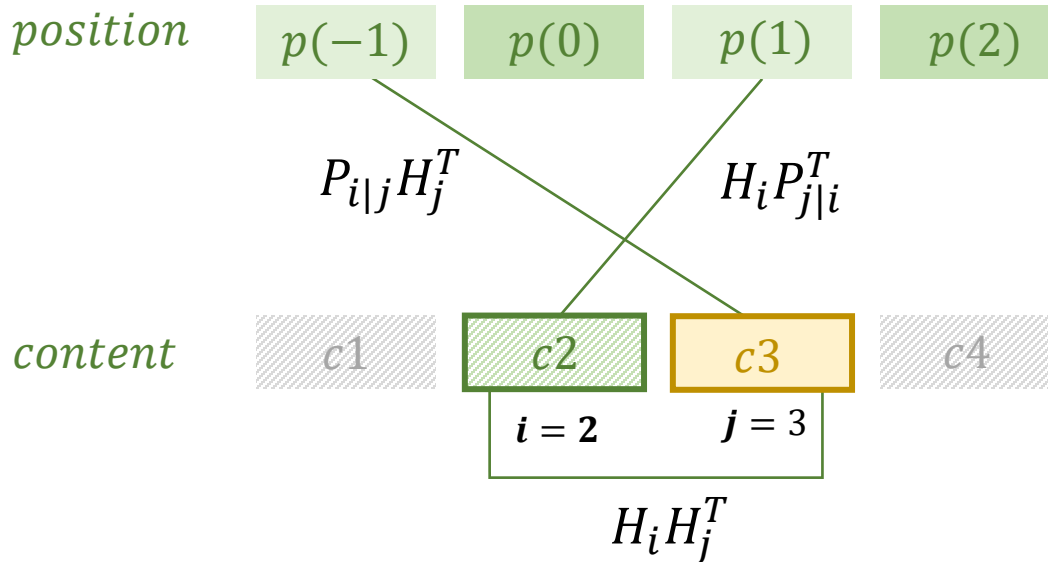 position p(−1) p(0) p(1) p(2)
P_{i|j}H_j^T H_iP_{j|i}^T
content c1 c2 c3 c4
i = 2 j = 3
H_iH_j^T